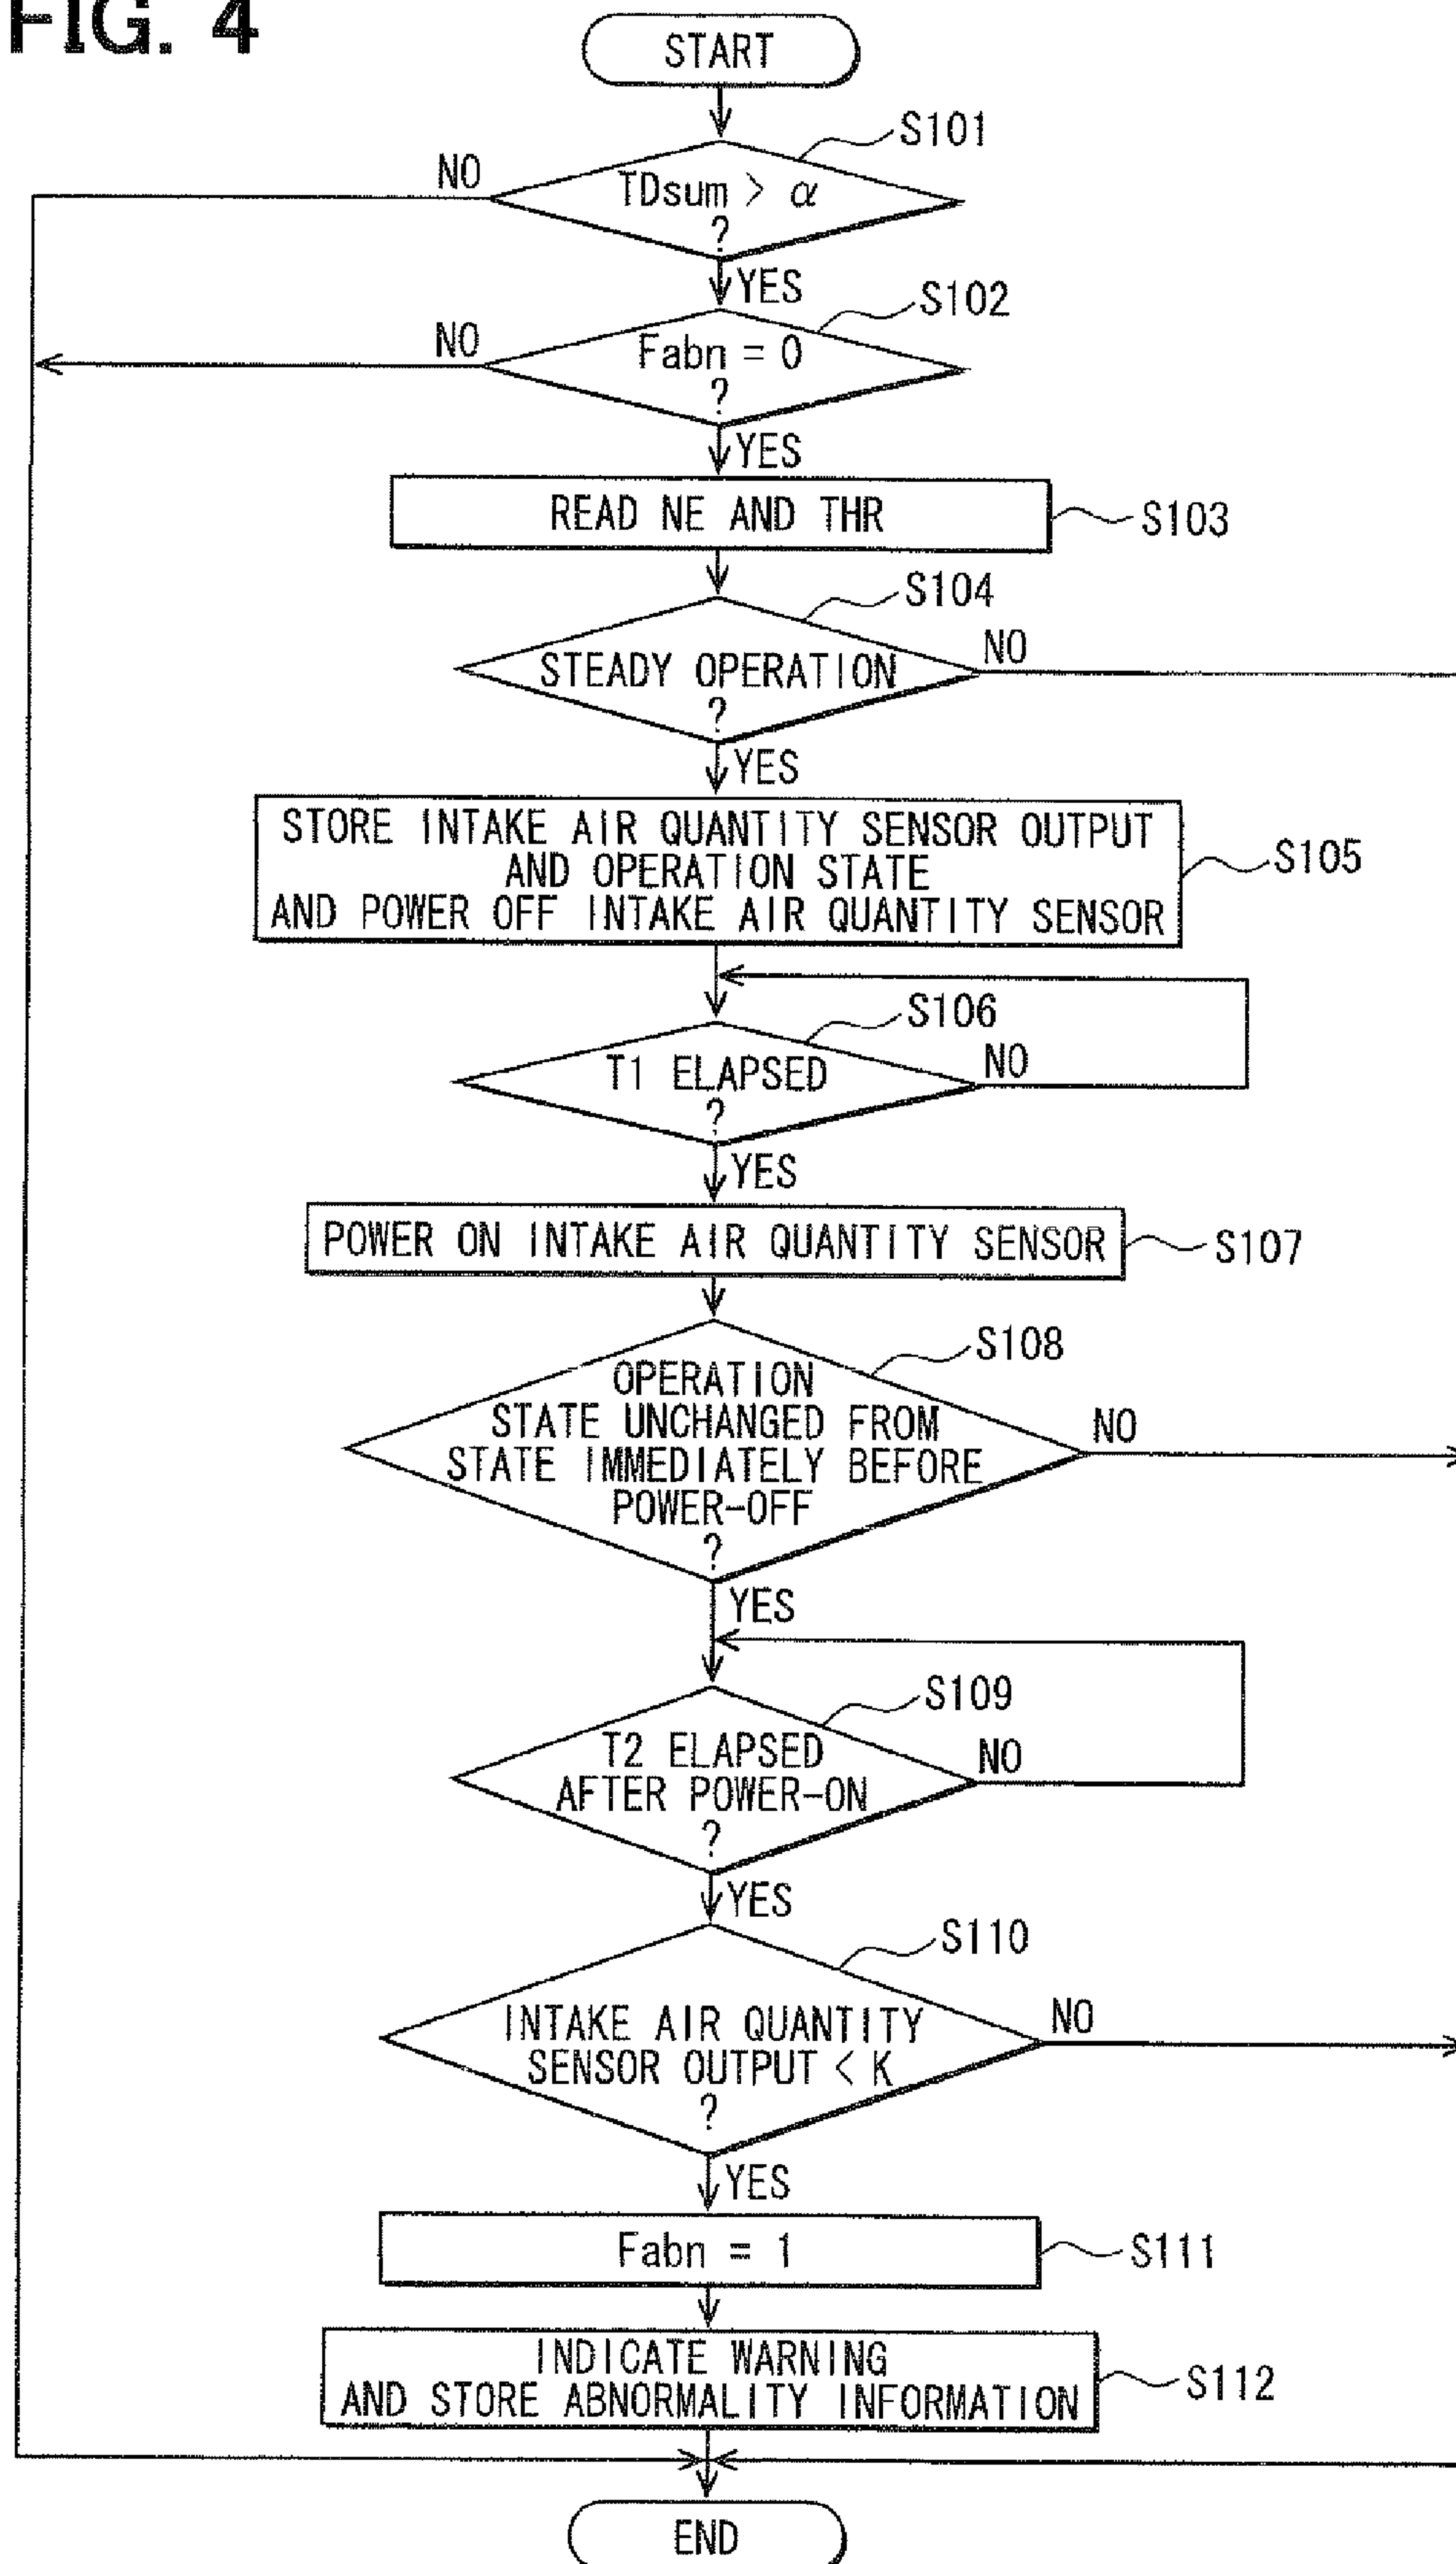 FIG. 4
START
S101
NO
TDsum > α
?
YES
S102
NO
Fabn = 0
?
YES
READ NE AND THR
S103
S104
NO
STEADY OPERATION
?
YES
STORE INTAKE AIR QUANTITY SENSOR OUTPUT
AND OPERATION STATE
AND POWER OFF INTAKE AIR QUANTITY SENSOR
S105
S106
NO
T1 ELAPSED
?
YES
POWER ON INTAKE AIR QUANTITY SENSOR
S107
S108
OPERATION
STATE UNCHANGED FROM
STATE IMMEDIATELY BEFORE
POWER-OFF
?
NO
YES
S109
T2 ELAPSED
AFTER POWER-ON
?
NO
YES
S110
INTAKE AIR QUANTITY
SENSOR OUTPUT < K
?
NO
YES
Fabn = 1
S111
INDICATE WARNING
AND STORE ABNORMALITY INFORMATION
S112
END